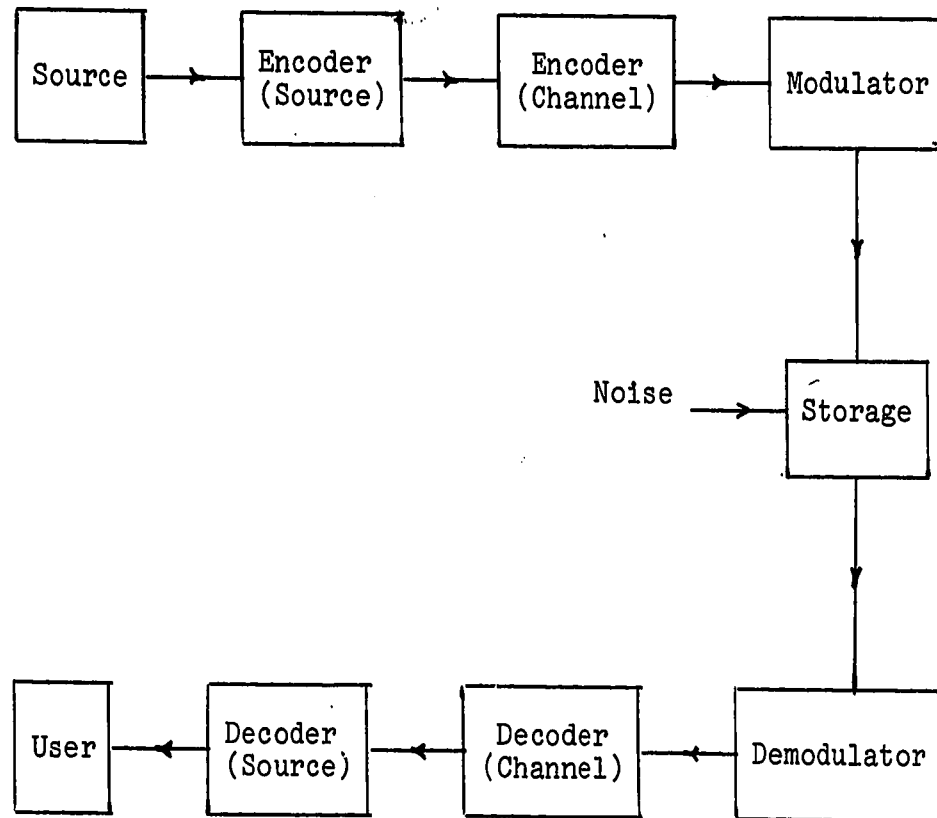 Source
Encoder
(Source)
Encoder
(Channel)
Modulator
Noise
Storage
User
Decoder
(Source)
Decoder
(Channel)
Demodulator